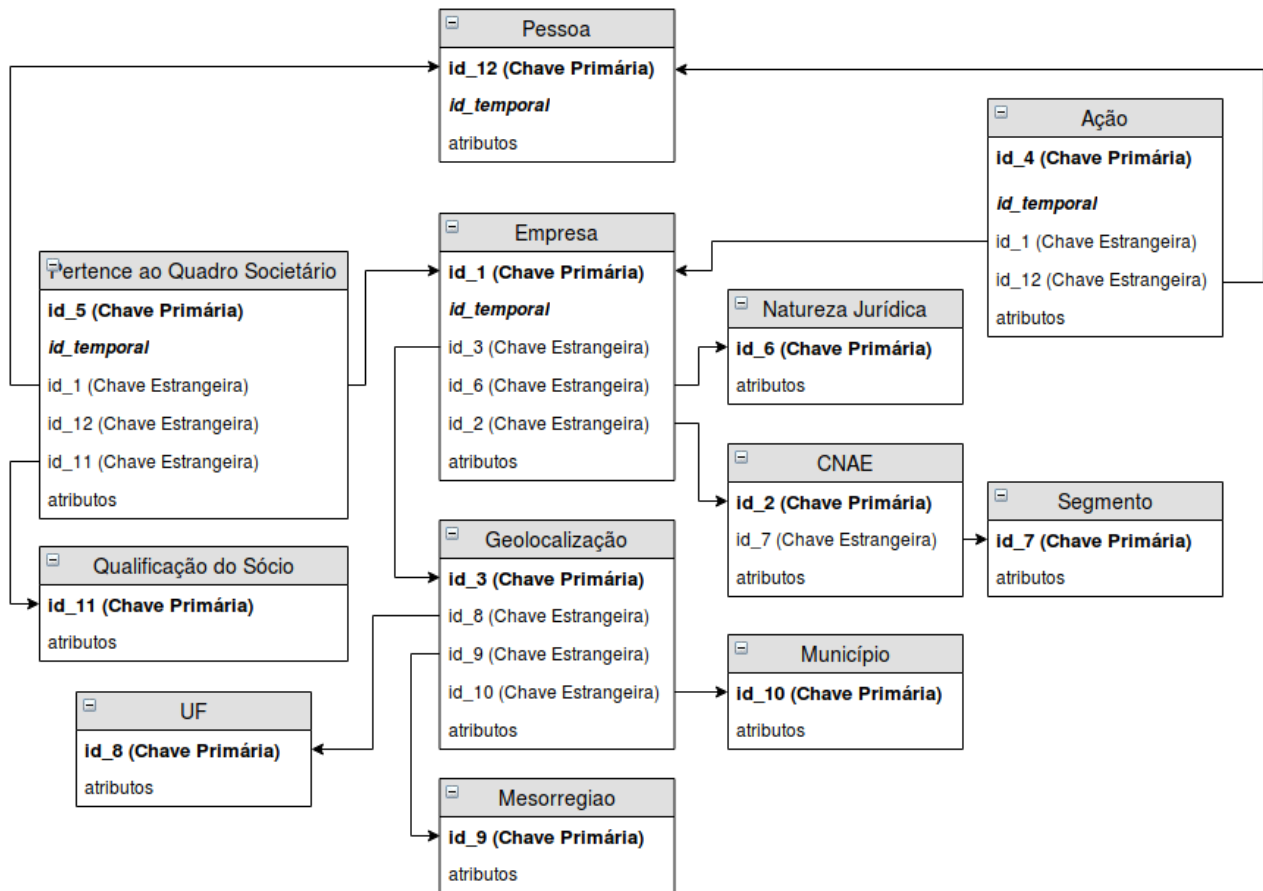 Pessoa
id_12 (Chave Primária)
id_temporal
atributos
Ação
id_4 (Chave Primária)
id_temporal
id_1 (Chave Estrangeira)
id_12 (Chave Estrangeira)
atributos
Empresa
id_1 (Chave Primária)
id_temporal
id_3 (Chave Estrangeira)
id_6 (Chave Estrangeira)
id_2 (Chave Estrangeira)
atributos
Pertence ao Quadro Societário
id_5 (Chave Primária)
id_temporal
id_1 (Chave Estrangeira)
id_12 (Chave Estrangeira)
id_11 (Chave Estrangeira)
atributos
Natureza Jurídica
id_6 (Chave Primária)
atributos
CNAE
id_2 (Chave Primária)
id_7 (Chave Estrangeira)
atributos
Segmento
id_7 (Chave Primária)
atributos
Geolocalização
id_3 (Chave Primária)
id_8 (Chave Estrangeira)
id_9 (Chave Estrangeira)
id_10 (Chave Estrangeira)
atributos
Qualificação do Sócio
id_11 (Chave Primária)
atributos
Município
id_10 (Chave Primária)
atributos
UF
id_8 (Chave Primária)
atributos
Mesorregiao
id_9 (Chave Primária)
atributos